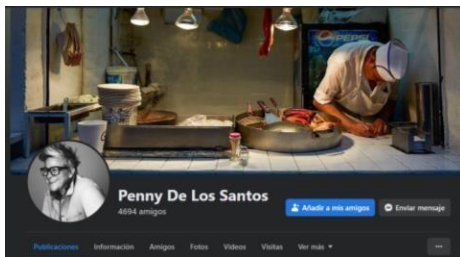 PEPSI
Penny De Los Santos
4694 amigos
Añadir a mis amigos
Enviar mensaje
Publicaciones Información Amigos Fotos Videos Visitas Ver más